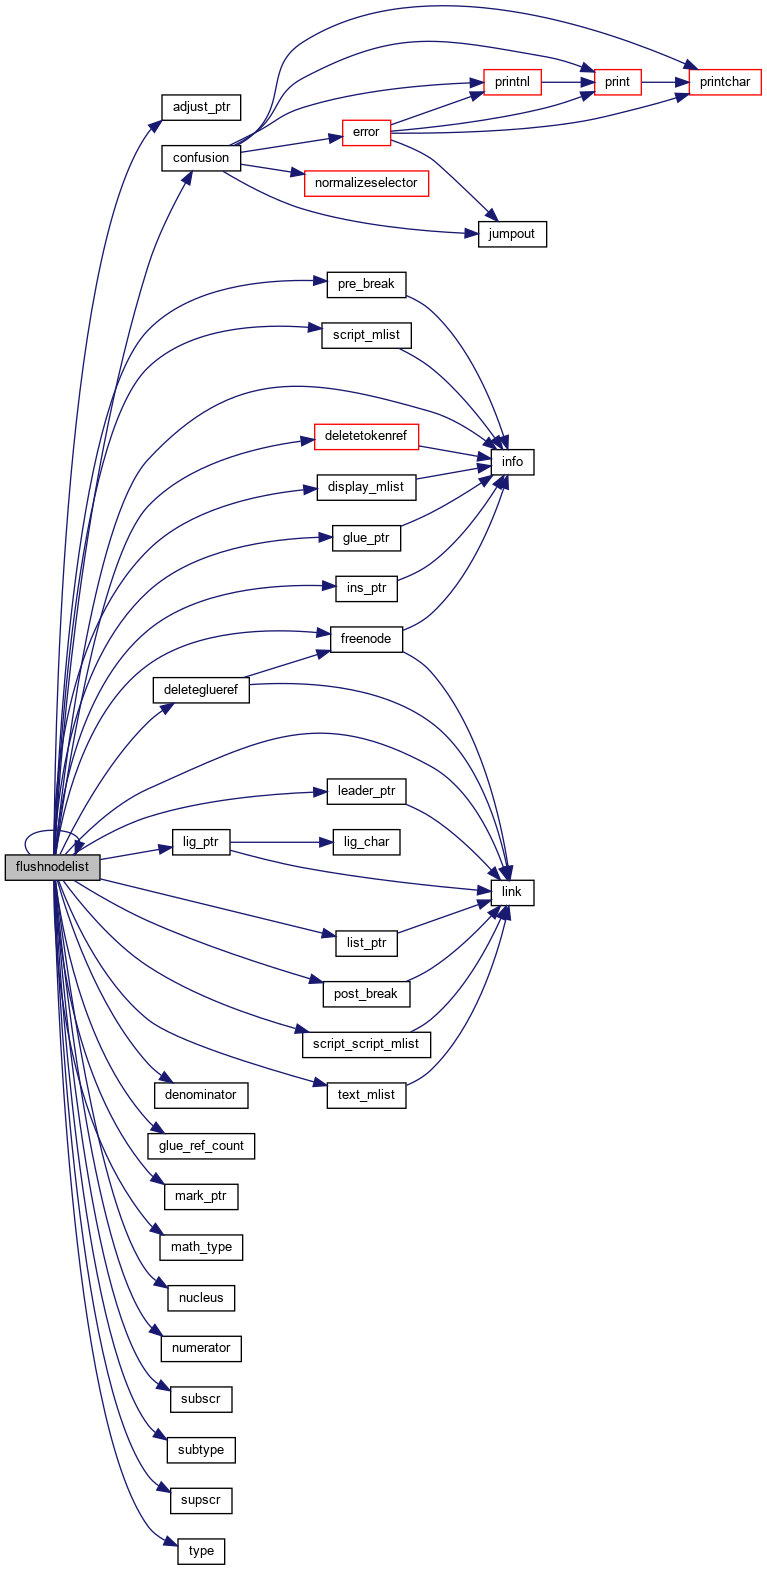 printnl
print
printchar
adjust_ptr
error
confusion
normalizeselector
jumpout
pre_break
script_mlist
deletetokenref
info
display_mlist
glue_ptr
ins_ptr
freenode
deleteglueref
leader_ptr
lig_ptr
lig_char
flushnodelist
link
list_ptr
post_break
script_script_mlist
denominator
text_mlist
glue_ref_count
mark_ptr
math_type
nucleus
numerator
subscr
subtype
supscr
type